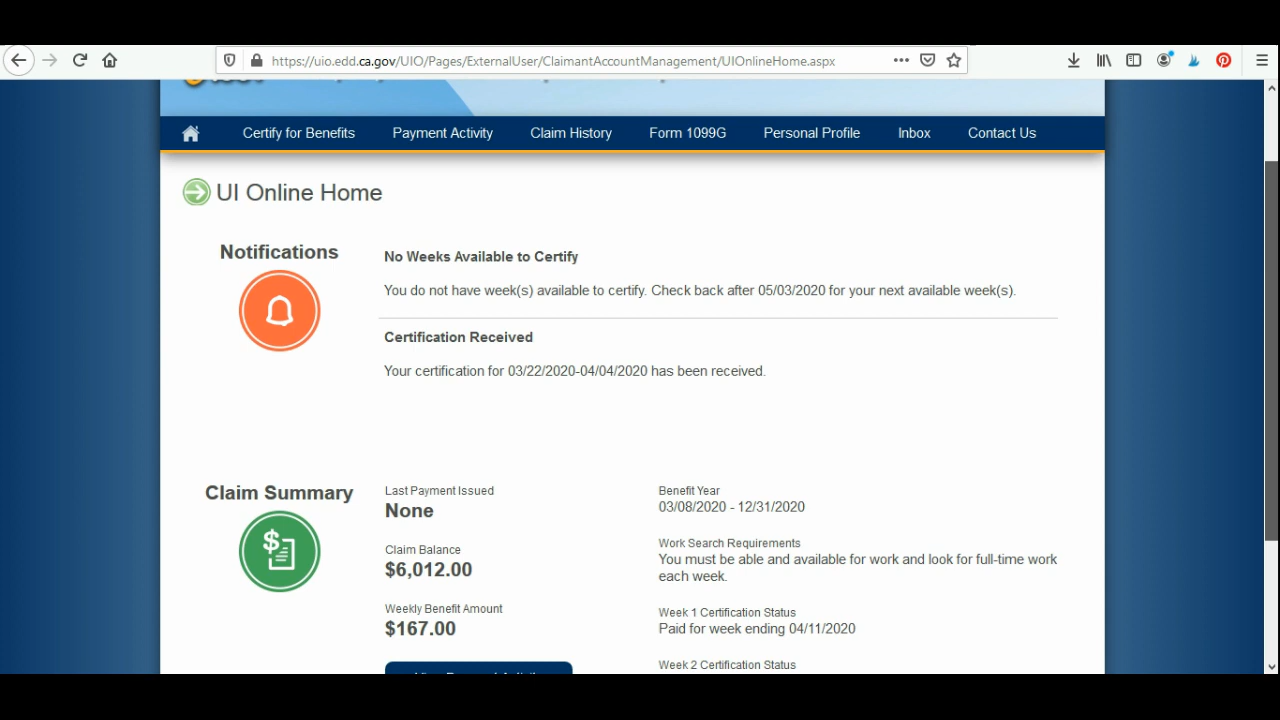 https://uio.edd.ca.gov/UIO/Pages/ExternalUser/ClaimantAccountManagement/UIOnlineHome.aspx
Certify for Benefits Payment Activity Claim History Form 1099G Personal Profile Inbox Contact Us
UI Online Home
Notifications
No Weeks Available to Certify
You do not have week(s) available to certify. Check back after 05/03/2020 for your next available week(s).
Certification Received
Your certification for 03/22/2020-04/04/2020 has been received.
Claim Summary
Last Payment Issued
None
Claim Balance
$6,012.00
Weekly Benefit Amount
$167.00
Benefit Year
03/08/2020 - 12/31/2020
Work Search Requirements
You must be able and available for work and look for full-time work
each week.
Week 1 Certification Status
Paid for week ending 04/11/2020
Week 2 Certification Status